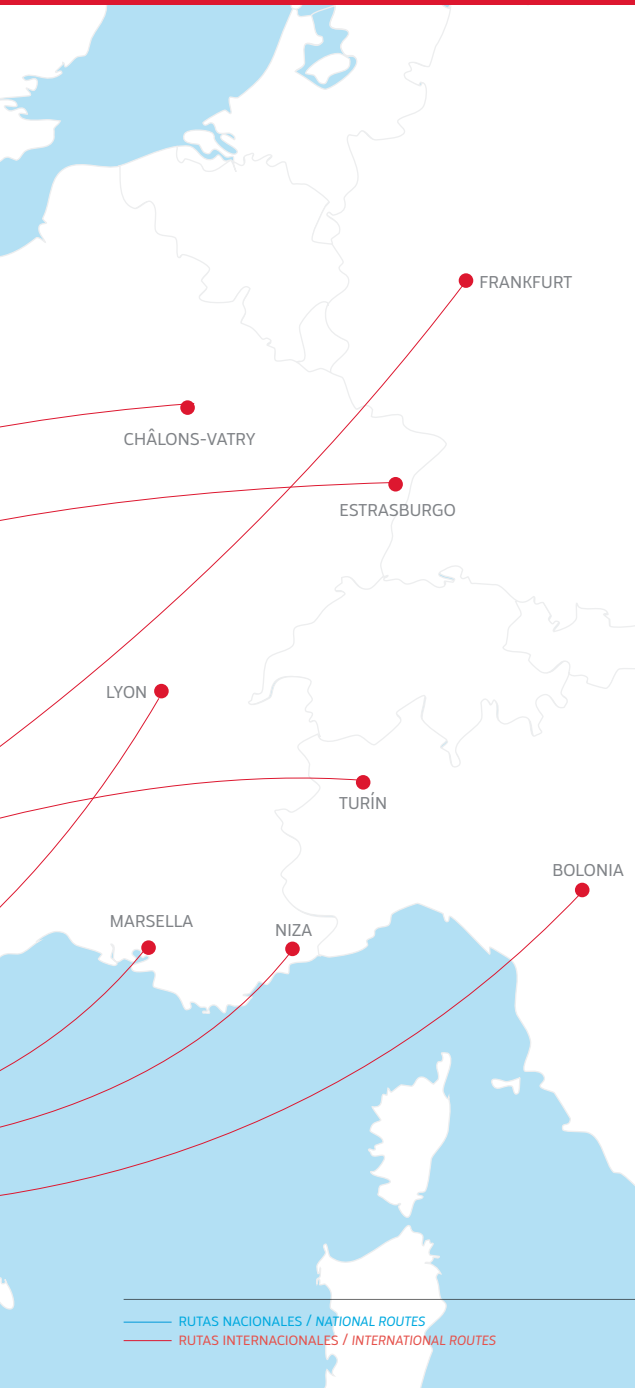 FRANKFURT
CHÂLONS-VATRY
ESTRASBURGO
LYON
TURÍN
BOLONIA
MARSELLA
NIZA
RUTAS NACIONALES / NATIONAL ROUTES
RUTAS INTERNACIONALES / INTERNATIONAL ROUTES